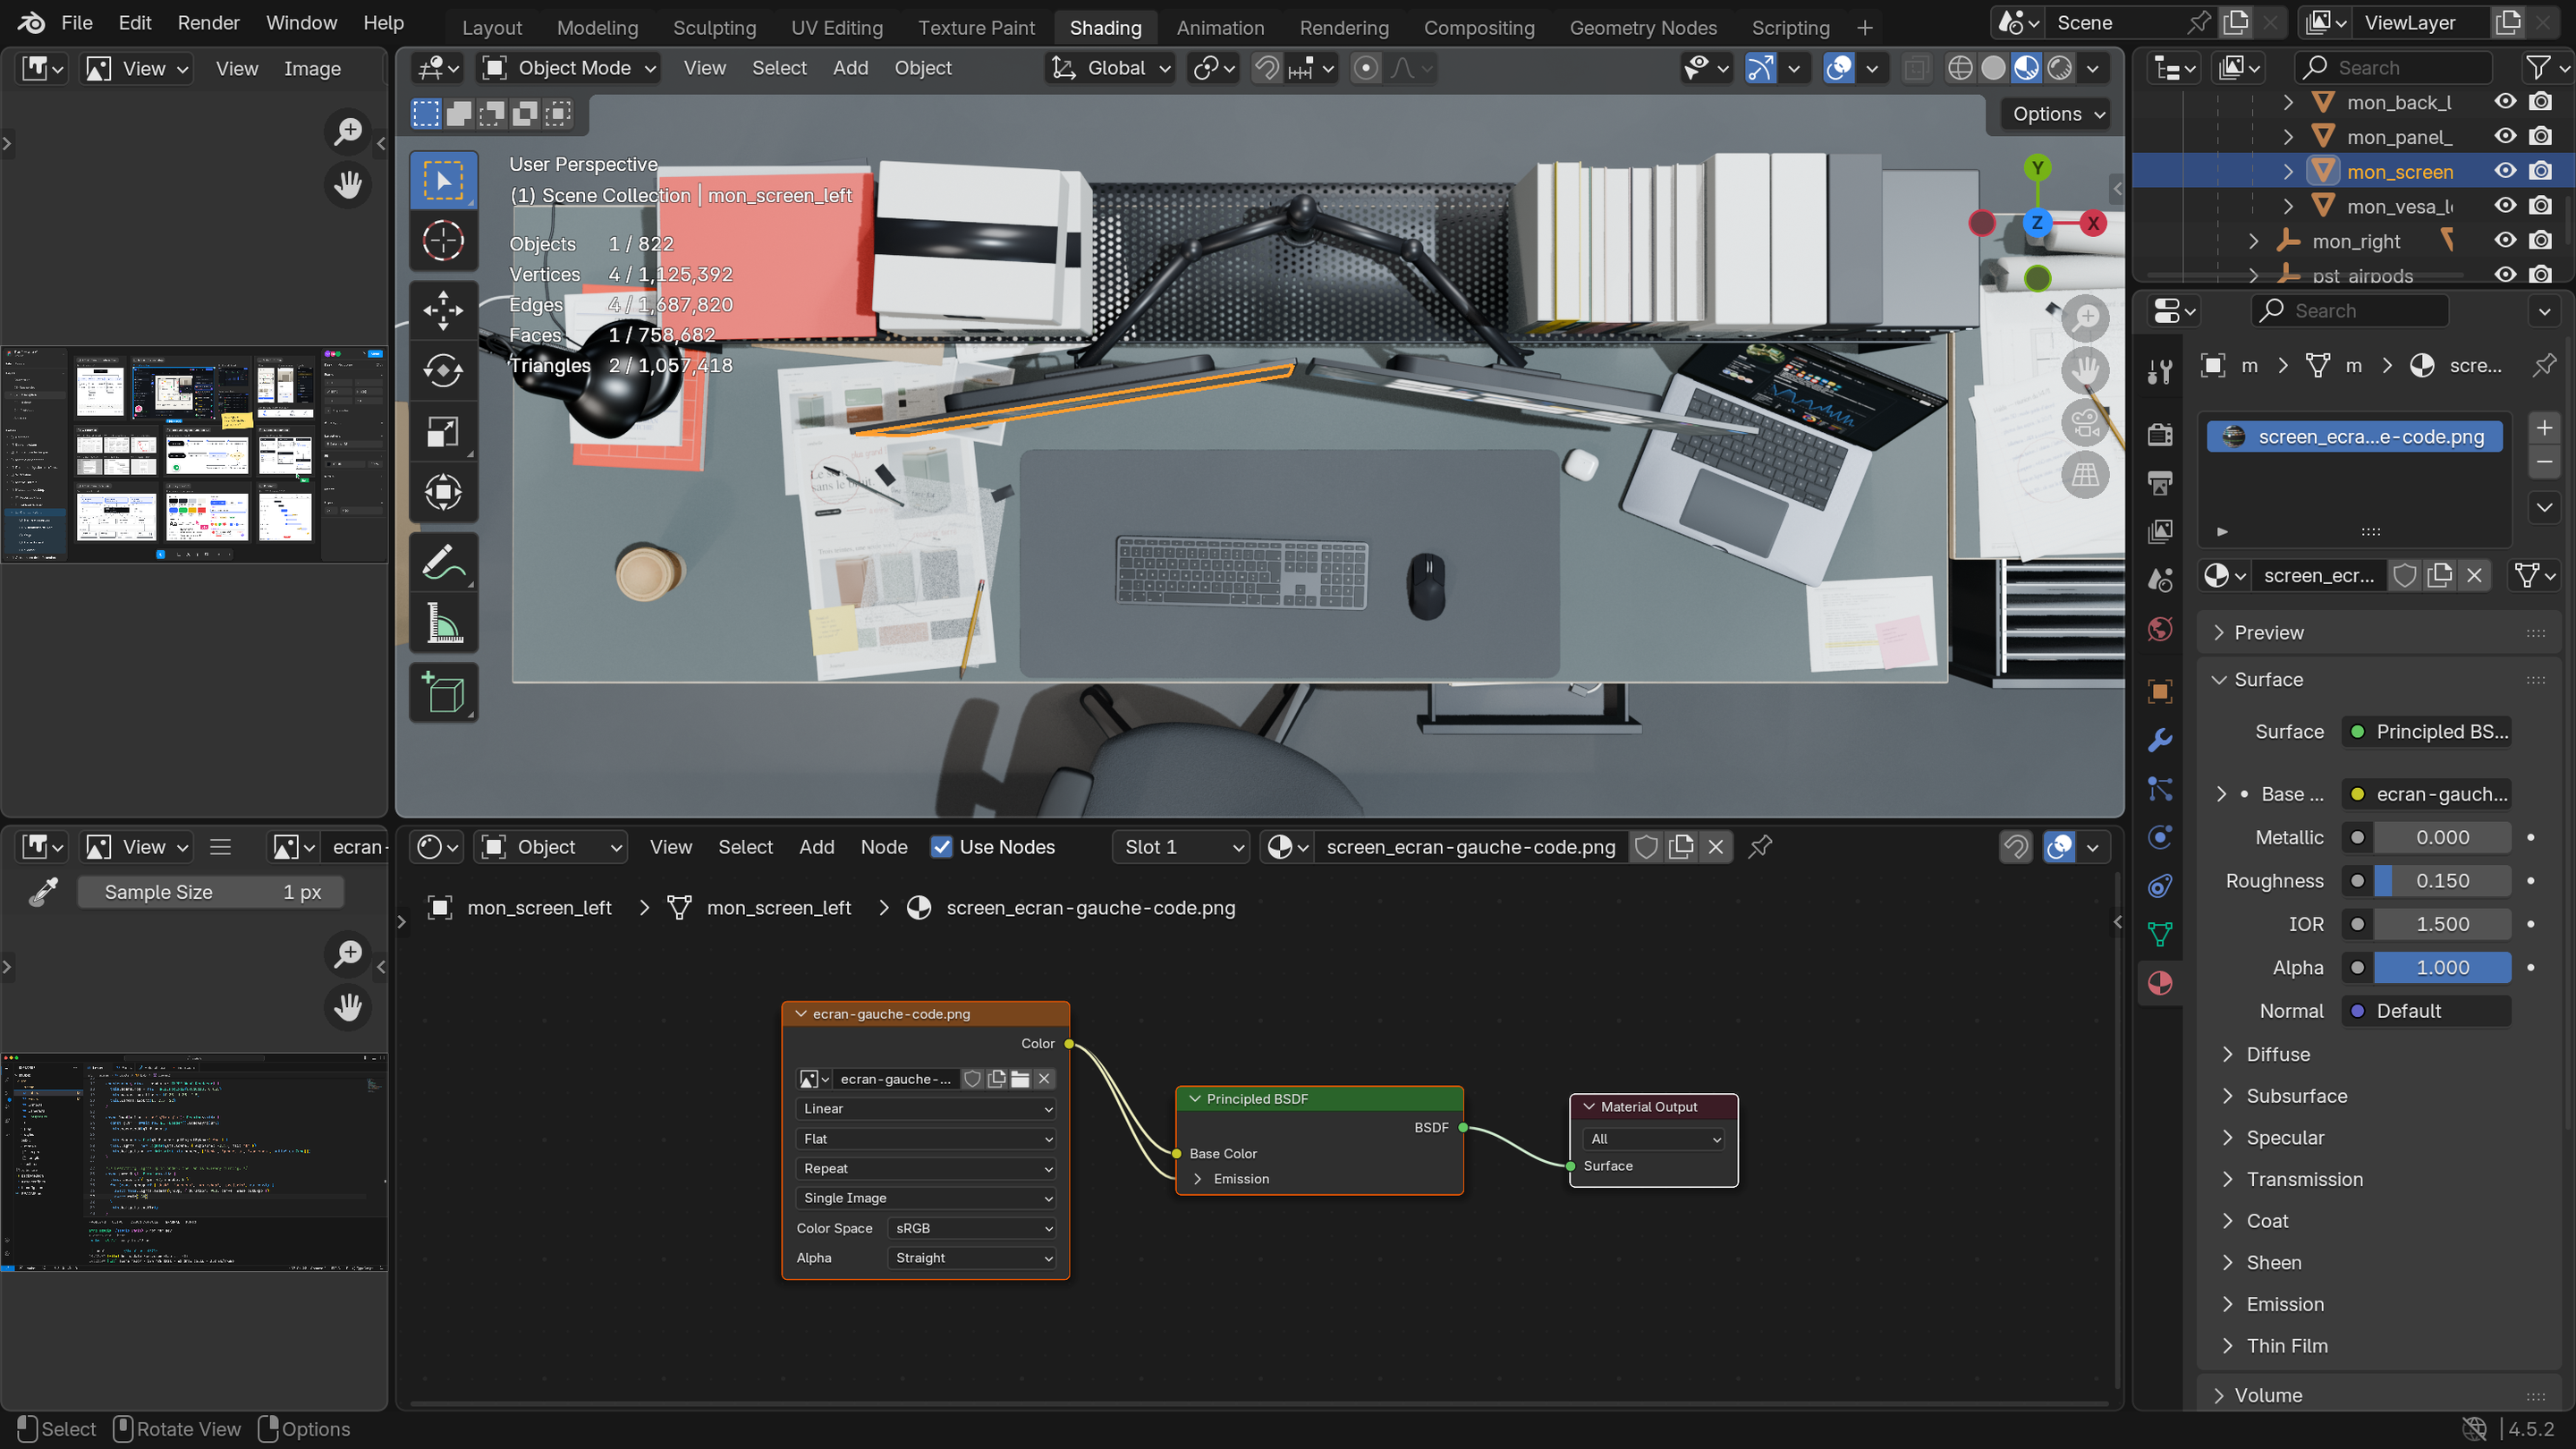 File Edit Render Window Help
Layout Modeling Sculpting UV Editing Texture Paint Shading Animation Rendering Compositing Geometry Nodes Scripting
Scene
ViewLayer
View View Image
Object Mode View Select Add Object
Global
Search
Options
User Perspective
(1) Scene Collection | mon_screen_left
Objects 1 / 822
Vertices 4 / 1,125,392
Edges 4 / 1,687,820
Faces 1 / 758,682
Triangles 2 / 1,057,418
Y
Z
X
mon_back_l
mon_panel_
mon_screen
mon_vesa_l
mon_right
pst_airpods
Search
m m scre...
screen_ecra...e-code.png
screen_ecr...
Preview
Surface
Surface Principled BS...
Base ... ecran-gauch...
Metallic 0.000
Roughness 0.150
IOR 1.500
Alpha 1.000
Normal Default
Diffuse
Subsurface
Specular
Transmission
Coat
Sheen
Emission
Thin Film
Volume
View ecran-
Sample Size 1 px
Object View Select Add Node Use Nodes Slot 1 screen_ecran-gauche-code.png
mon_screen_left mon_screen_left screen_ecran-gauche-code.png
ecran-gauche-code.png
Color
ecran-gauche-...
Linear
Flat
Repeat
Single Image
Color Space sRGB
Alpha Straight
Principled BSDF
BSDF
Base Color
Emission
Material Output
All
Surface
Select Rotate View Options
4.5.2